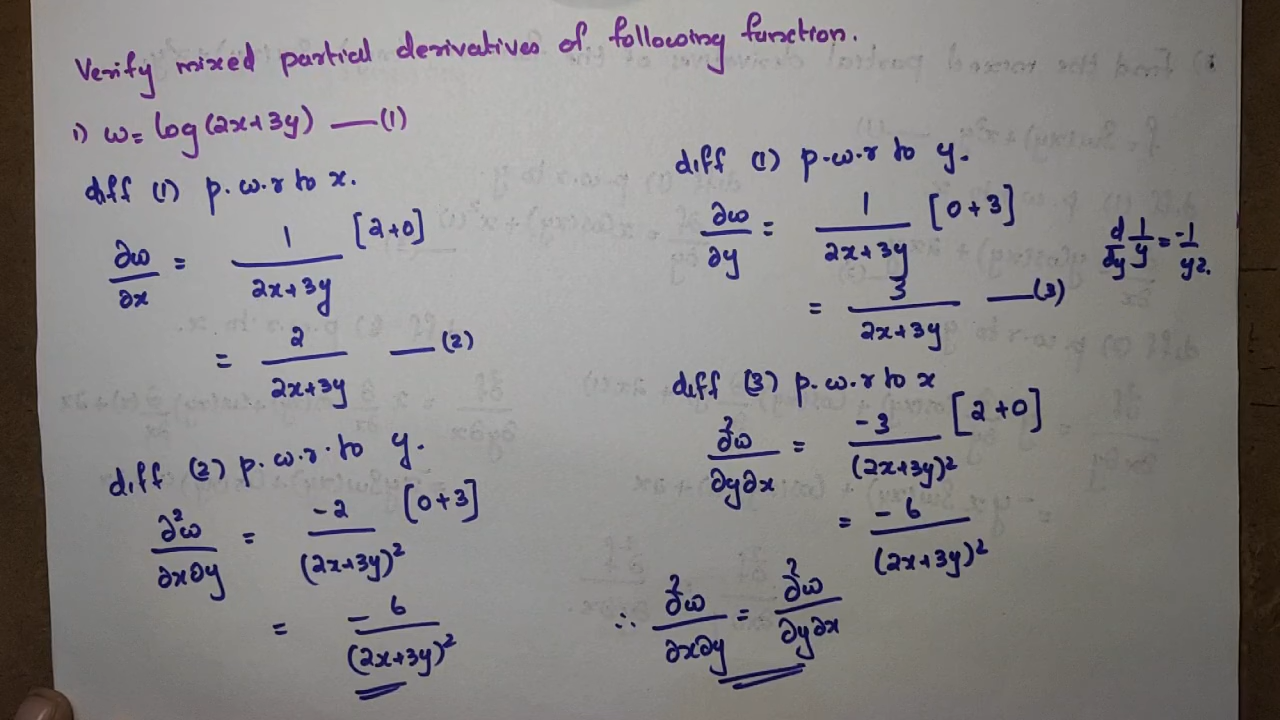 Verify mixed partial derivatives of following function.
1) ω= log(2x+3y) —(1)
diff (1) p.w.r to x.
∂ω/∂x = 1/(2x+3y) [2+0]
= 2/(2x+3y) —(2)
diff (2) p.w.r. to y.
∂²ω/∂x∂y = -2/(2x+3y)² [0+3]
= -6/(2x+3y)²
diff (1) p.w.r to y.
∂ω/∂y = 1/(2x+3y) [0+3]
d/dy 1/y = -1/y2.
= 3/(2x+3y) —(3)
diff (3) p.w.r to x
∂²ω/∂y∂x = -3/(2x+3y)² [2+0]
= -6/(2x+3y)²
∴ ∂²ω/∂x∂y = ∂²ω/∂y∂x